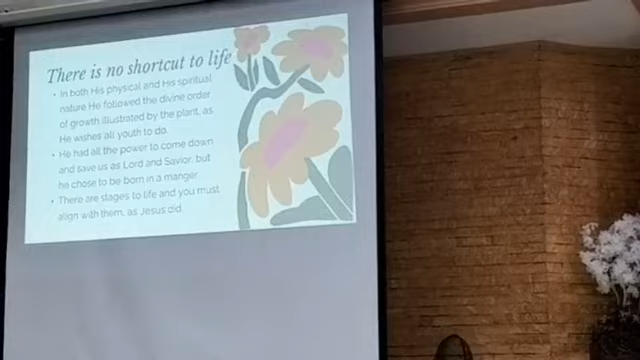 There is no shortcut to life
• In both His physical and His spiritual
nature He followed the divine order
of growth illustrated by the plant, as
He wishes all youth to do.
• He had all the power to come down
and save us as Lord and Savior, but
he chose to be born in a manger.
• There are stages to life and you must
align with them, as Jesus did.